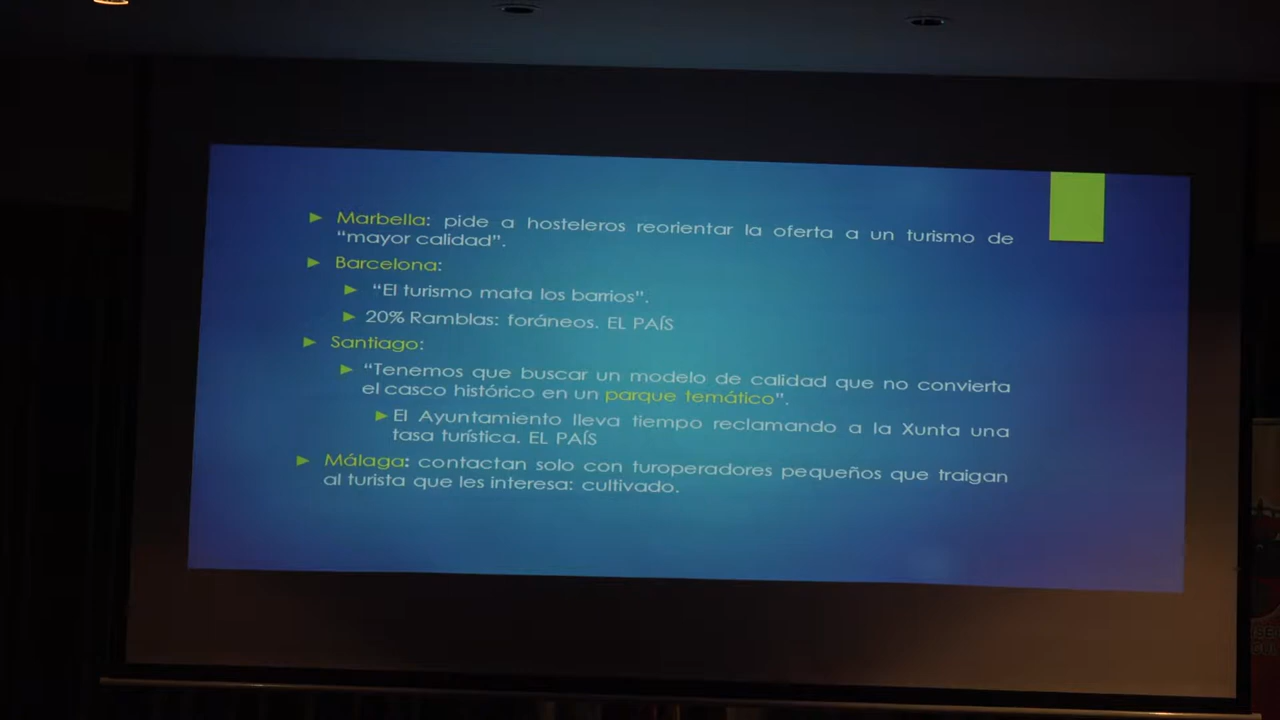 ► Marbella: pide a hosteleros reorientar la oferta a un turismo de
“mayor calidad”.
► Barcelona:
► “El turismo mata los barrios”.
► 20% Ramblas: foráneos. EL PAÍS
► Santiago:
► “Tenemos que buscar un modelo de calidad que no convierta
el casco histórico en un parque temático”.
► El Ayuntamiento lleva tiempo reclamando a la Xunta una
tasa turística. EL PAÍS
► Málaga: contactan solo con turoperadores pequeños que traigan
al turista que les interesa: cultivado.